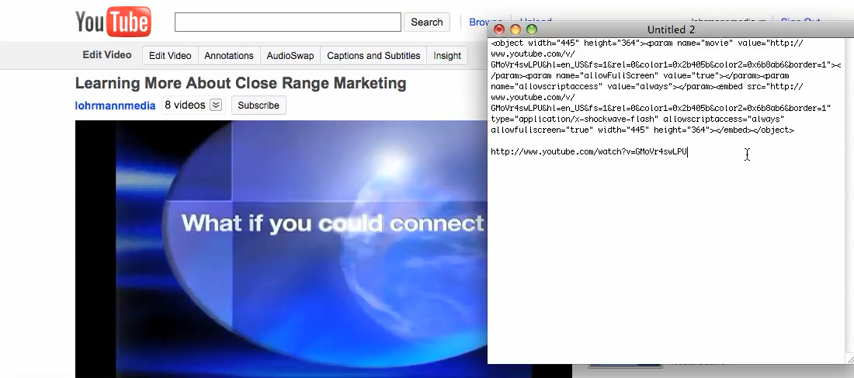 YouTube
Search
Edit Video
Edit Video
Annotations
AudioSwap
Captions and Subtitles
Insight
Learning More About Close Range Marketing
lohrmannmedia
8 videos
Subscribe
What if you could connect
Untitled 2
<object width="445" height="364"><param name="movie" value="http://
www.youtube.com/v/
GMoVr4swLPU&hl=en_US&fs=1&rel=0&color1=0x2b405b&color2=0x6b8ab6&border=1"><
/param><param name="allowFullScreen" value="true"></param><param
name="allowscriptaccess" value="always"></param><embed src="http://
www.youtube.com/v/
GMoVr4swLPU&hl=en_US&fs=1&rel=0&color1=0x2b405b&color2=0x6b8ab6&border=1"
type="application/x-shockwave-flash" allowscriptaccess="always"
allowfullscreen="true" width="445" height="364"></embed></object>
http://www.youtube.com/watch?v=GMoVr4swLPU